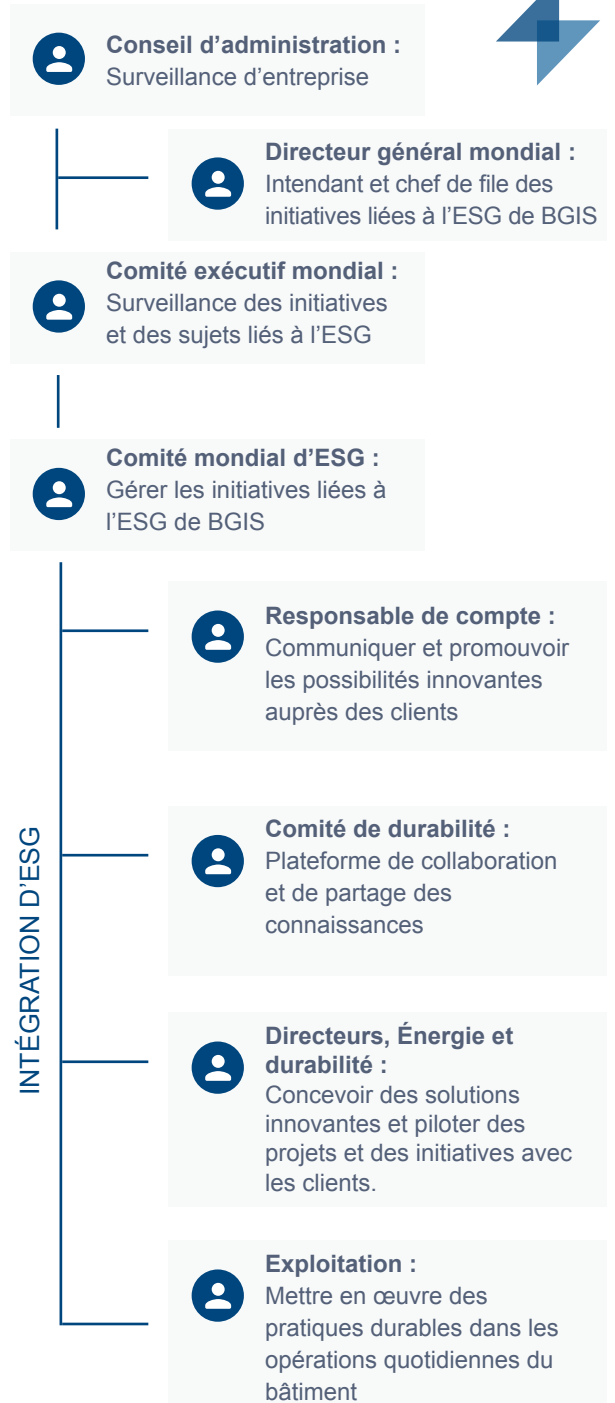 Conseil d’administration :
Surveillance d’entreprise
Directeur général mondial :
Intendant et chef de file des
initiatives liées à l’ESG de BGIS
Comité exécutif mondial :
Surveillance des initiatives
et des sujets liés à l’ESG
Comité mondial d’ESG :
Gérer les initiatives liées à
l’ESG de BGIS
INTÉGRATION D’ESG
Responsable de compte :
Communiquer et promouvoir
les possibilités innovantes
auprès des clients
Comité de durabilité :
Plateforme de collaboration
et de partage des
connaissances
Directeurs, Énergie et
durabilité :
Concevoir des solutions
innovantes et piloter des
projets et des initiatives avec
les clients.
Exploitation :
Mettre en œuvre des
pratiques durables dans les
opérations quotidiennes du
bâtiment